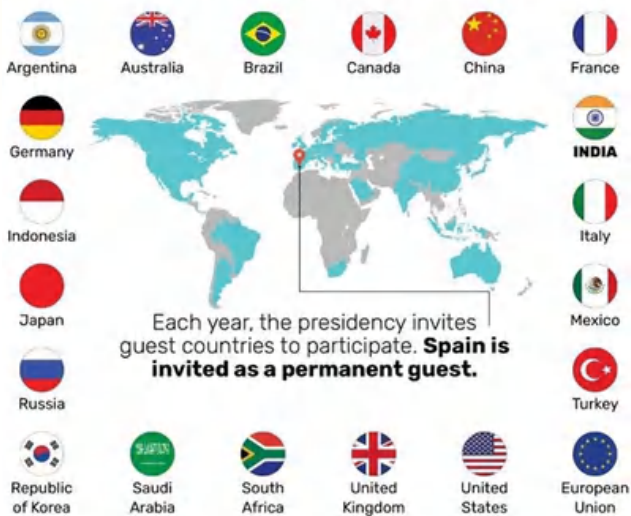 Argentina
Australia
Brazil
Canada
China
France
Germany
INDIA
Indonesia
Italy
Japan
Mexico
Each year, the presidency invites
guest countries to participate. Spain is
invited as a permanent guest.
Russia
Turkey
Republic
of Korea
Saudi
Arabia
South
Africa
United
Kingdom
United
States
European
Union